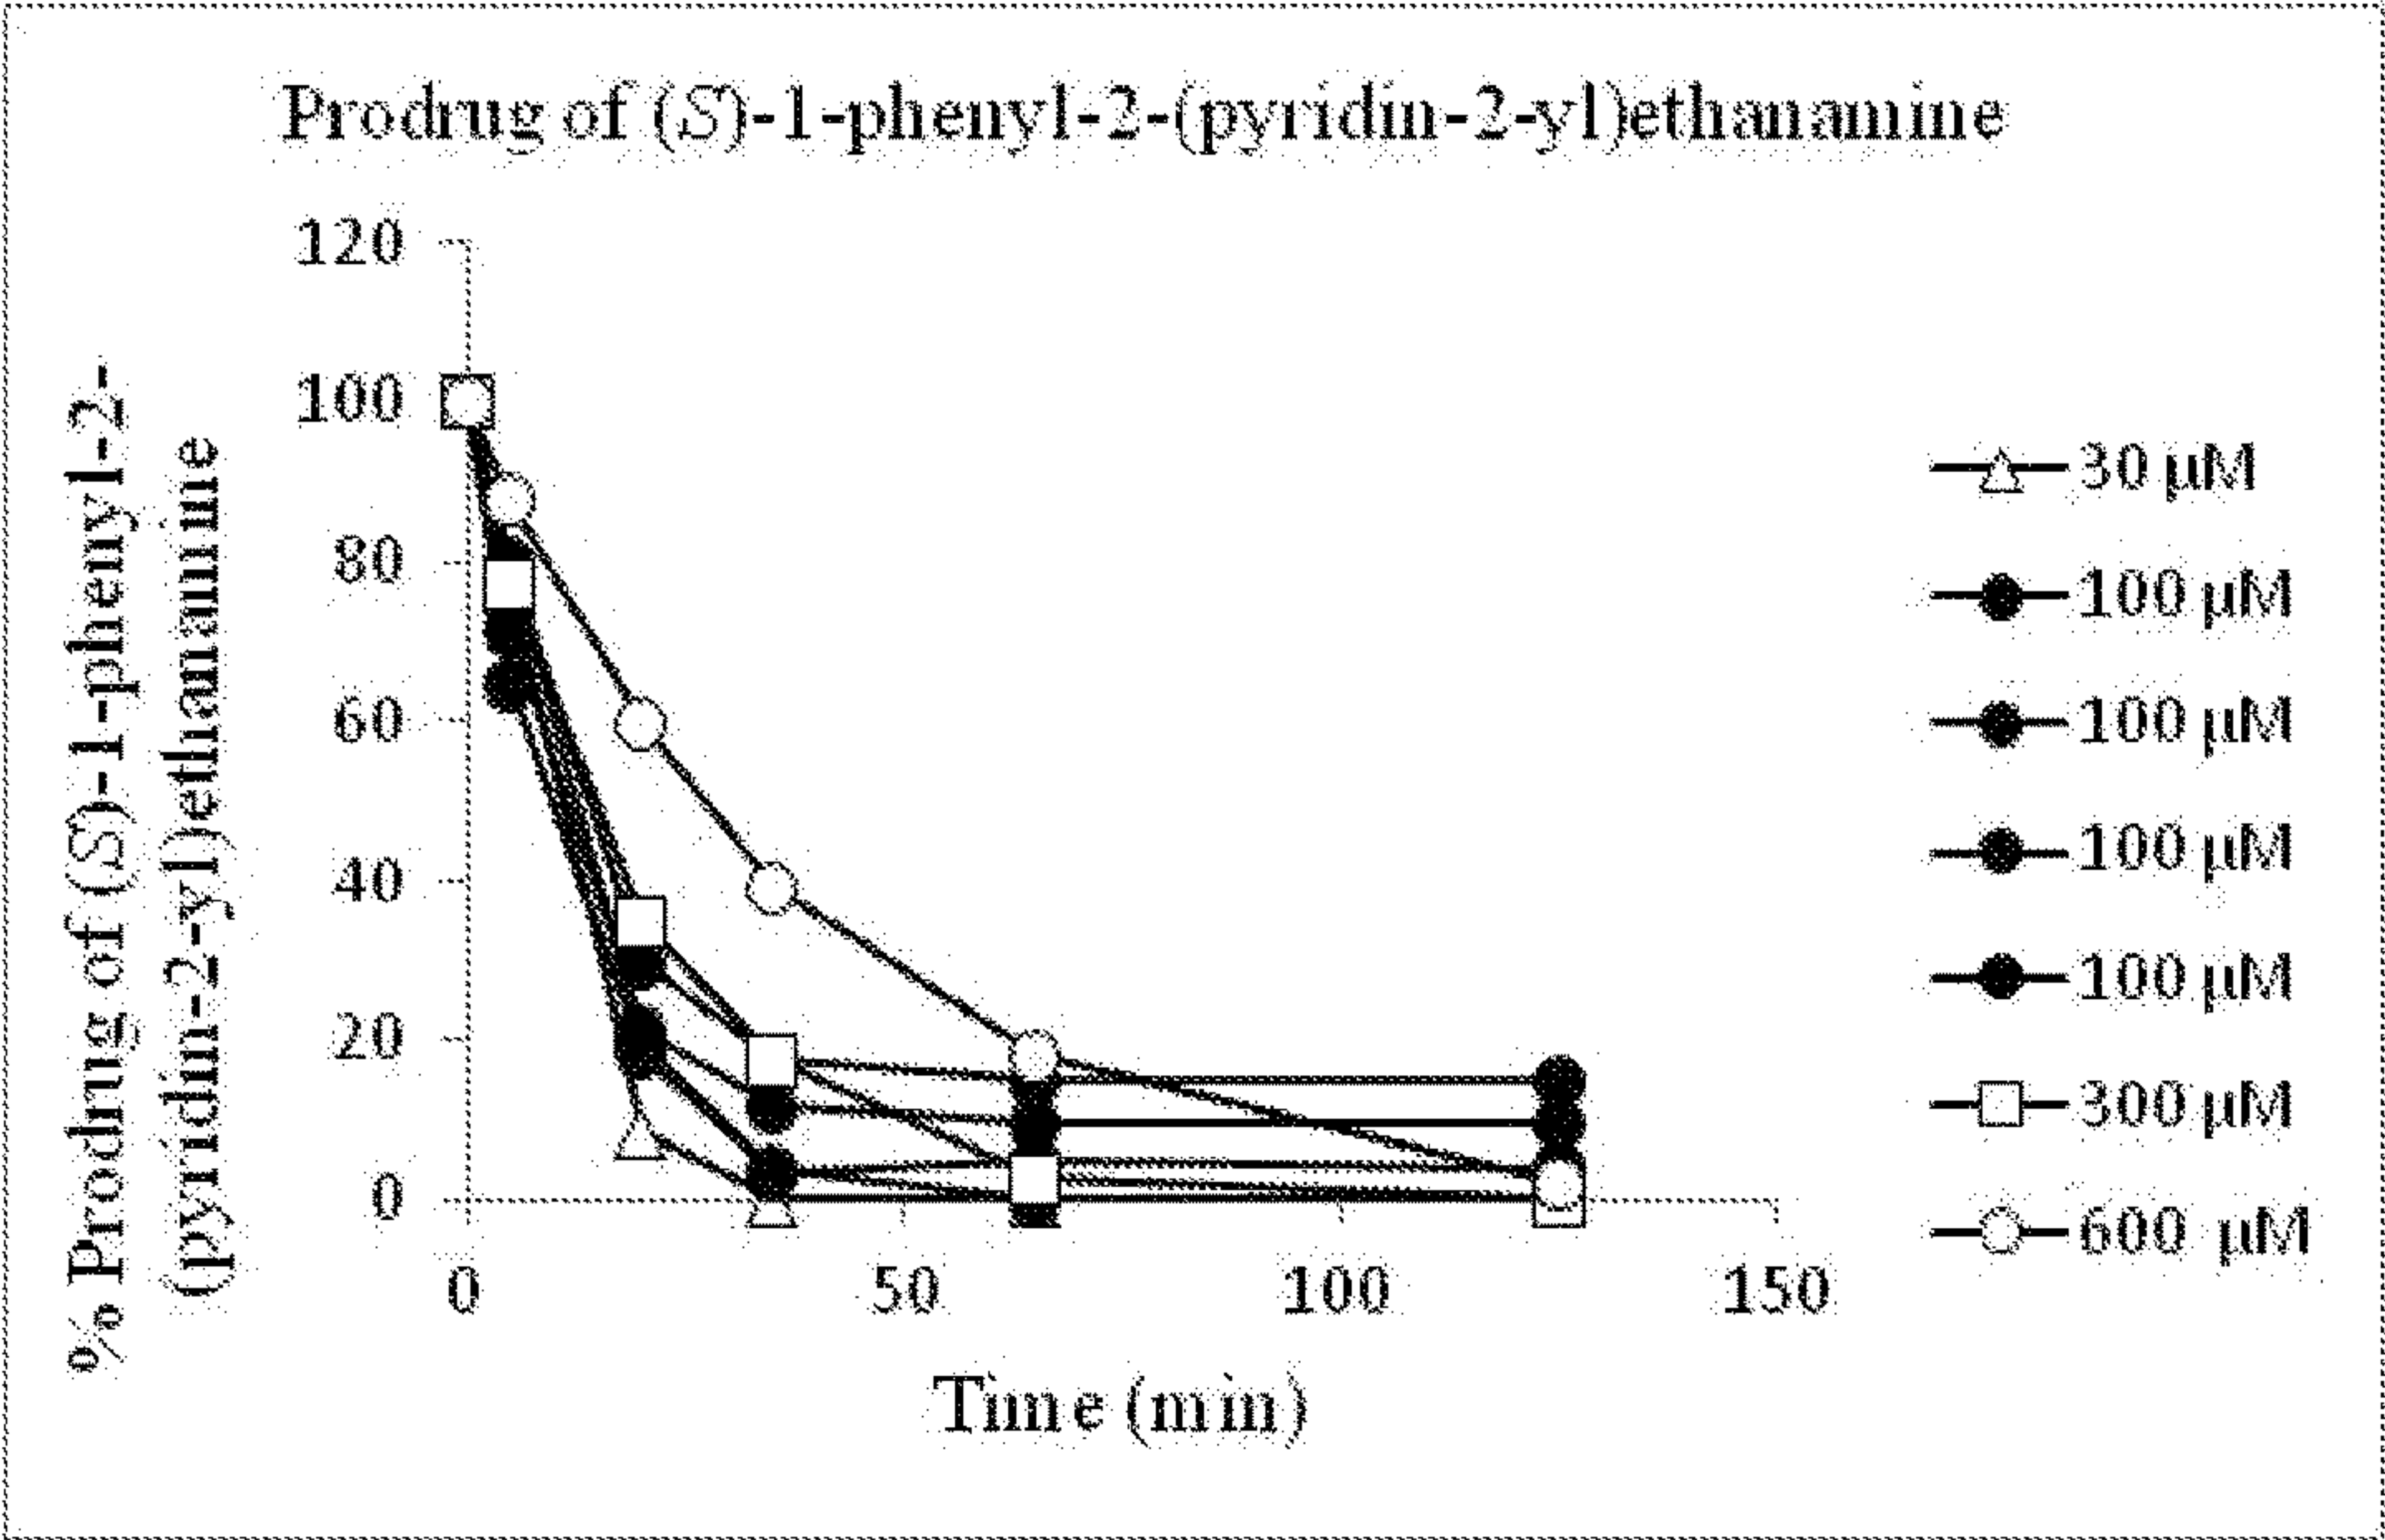 Prodrug of (S)-1-phenyl-2-(pyridin-2-yl)ethanamine
% Prodrug of (S)-1-phenyl-2-
(pyridin-2-yl)ethanamine
120
100
80
60
40
20
0
0 50 100 150
Time (min)
30 µM
100 µM
100 µM
100 µM
100 µM
300 µM
600 µM